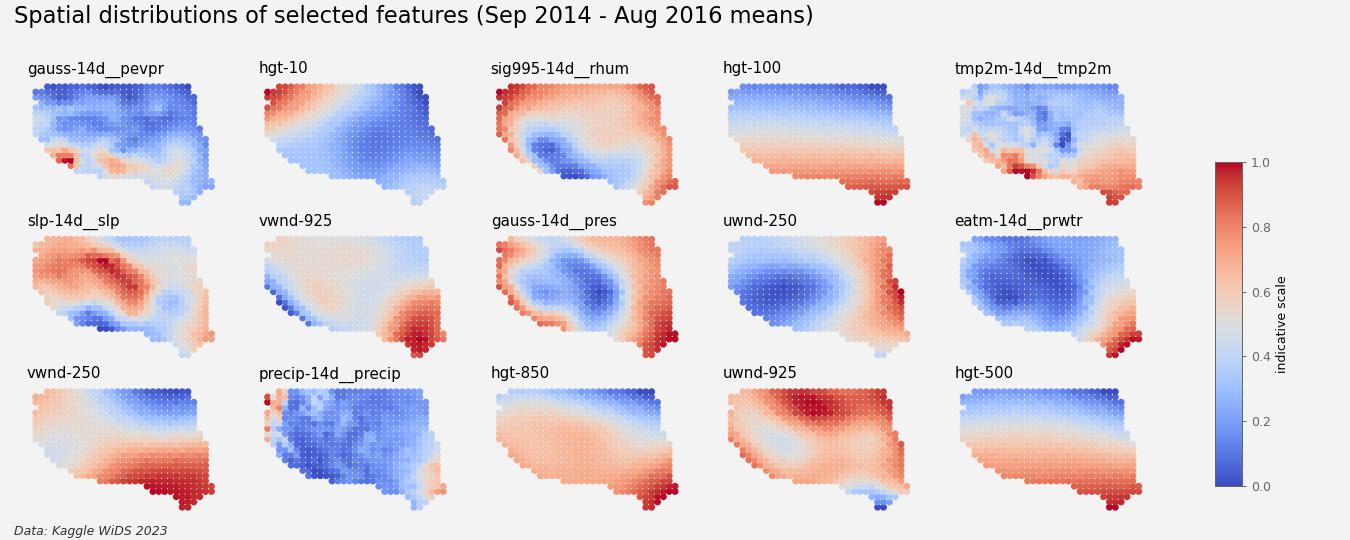 Spatial distributions of selected features (Sep 2014 - Aug 2016 means)
gauss-14d__pevpr
hgt-10
sig995-14d__rhum
hgt-100
tmp2m-14d__tmp2m
slp-14d__slp
vwnd-925
gauss-14d__pres
uwnd-250
eatm-14d__prwtr
vwnd-250
precip-14d__precip
hgt-850
uwnd-925
hgt-500
1.0
0.8
0.6
0.4
0.2
0.0
indicative scale
Data: Kaggle WiDS 2023